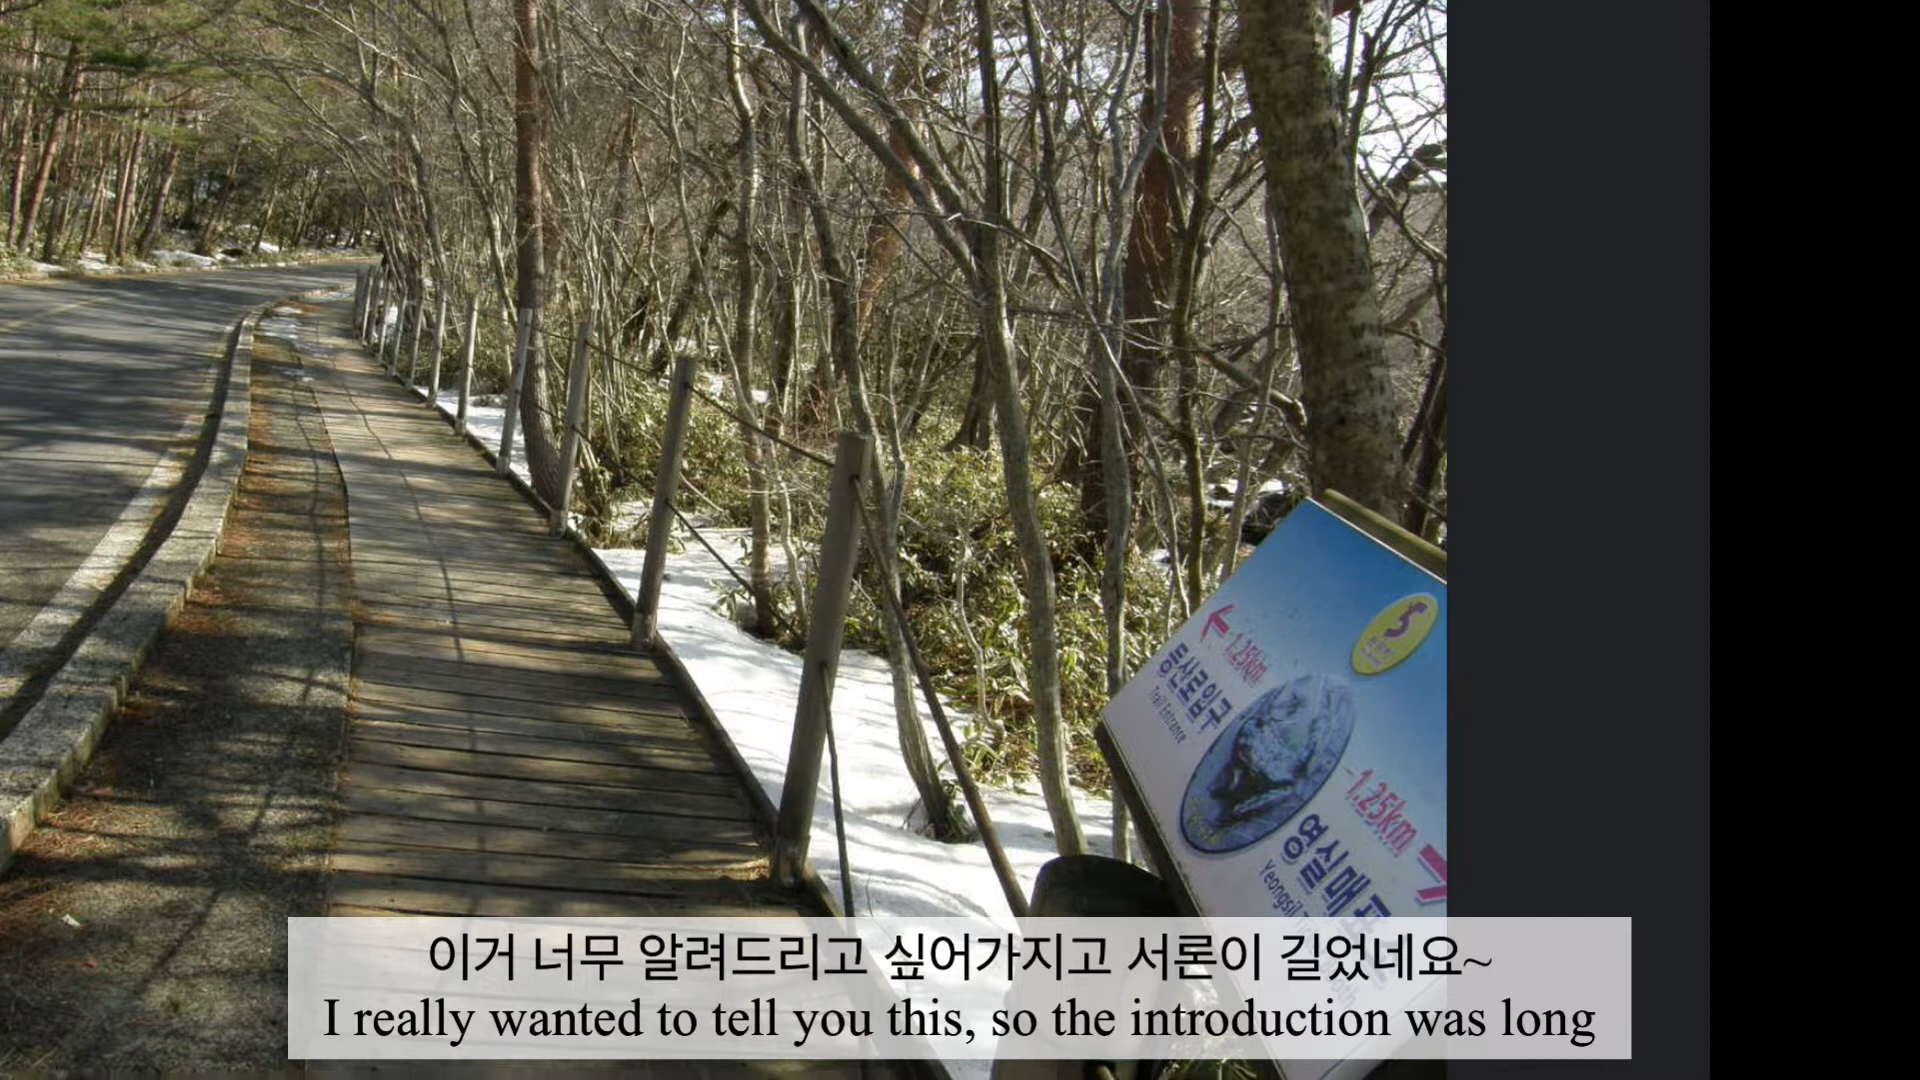 5
1.25km
등산로입구
Trail Entrance
1.25km
영실매표
Yeongsil
이거 너무 알려드리고 싶어가지고 서론이 길었네요~
I really wanted to tell you this, so the introduction was long